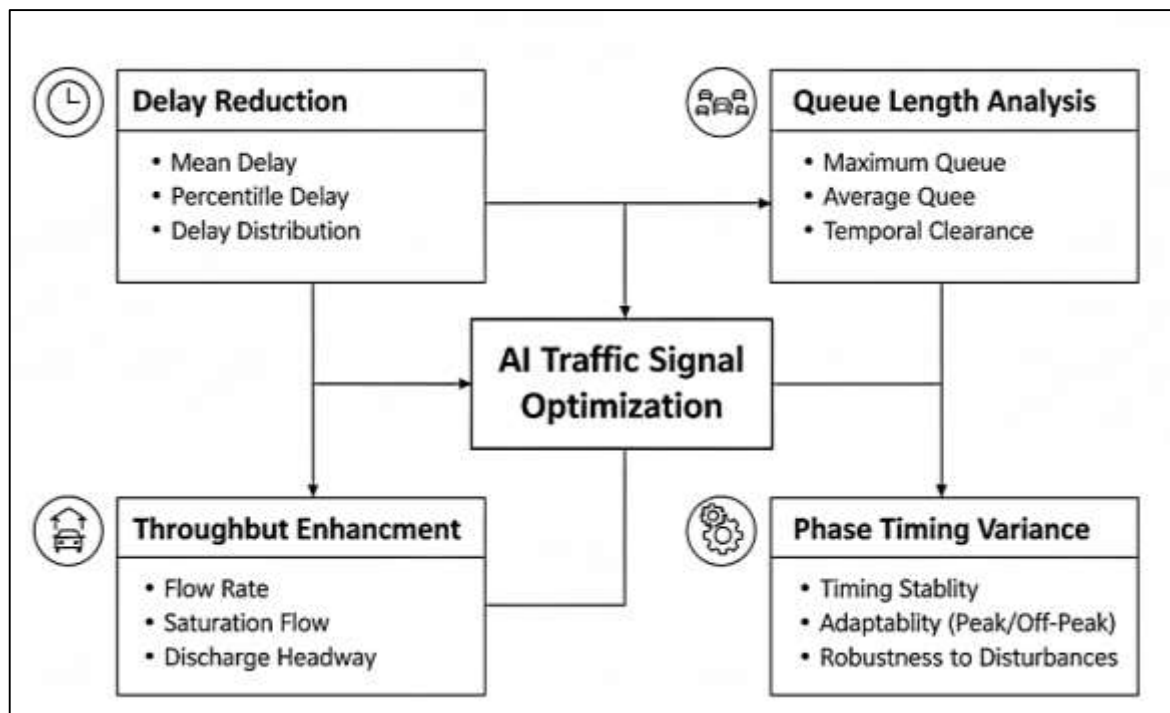 Delay Reduction
• Mean Delay
• Percentille Delay
• Delay Distribution
Queue Length Analysis
• Maximum Queue
• Average Quee
• Temporal Clearance
AI Traffic Signal
Optimization
Throughbut Enhancment
• Flow Rate
• Saturation Flow
• Discharge Headway
Phase Timing Variance
• Timing Stablity
• Adaptablity (Peak/Off-Peak)
• Robustness to Disturbances